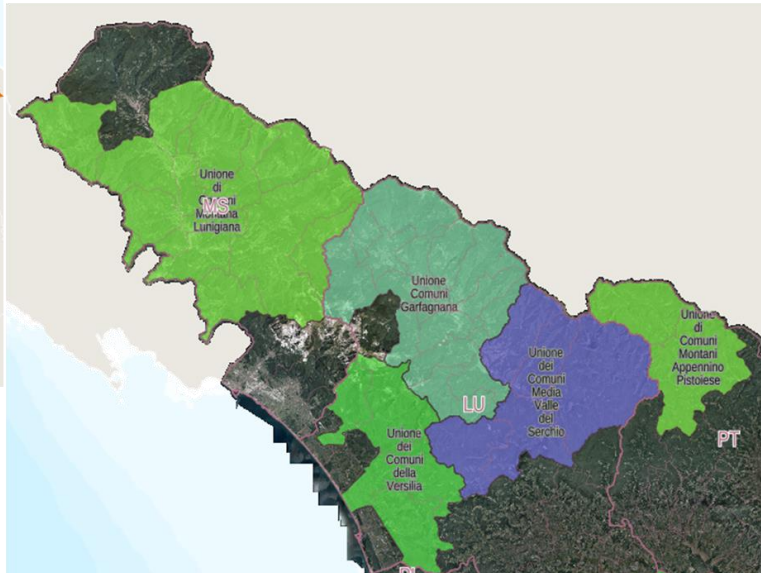 Unione
di
Comuni
Montana
Lunigiana
MS
Unione
Comuni
Garfagnana
Unione
di
Comuni
Montani
Appennino
Pistoiese
Unione
dei
Comuni
Media
Valle
del
Serchio
LU
PT
Unione
dei
Comuni
della
Versilia